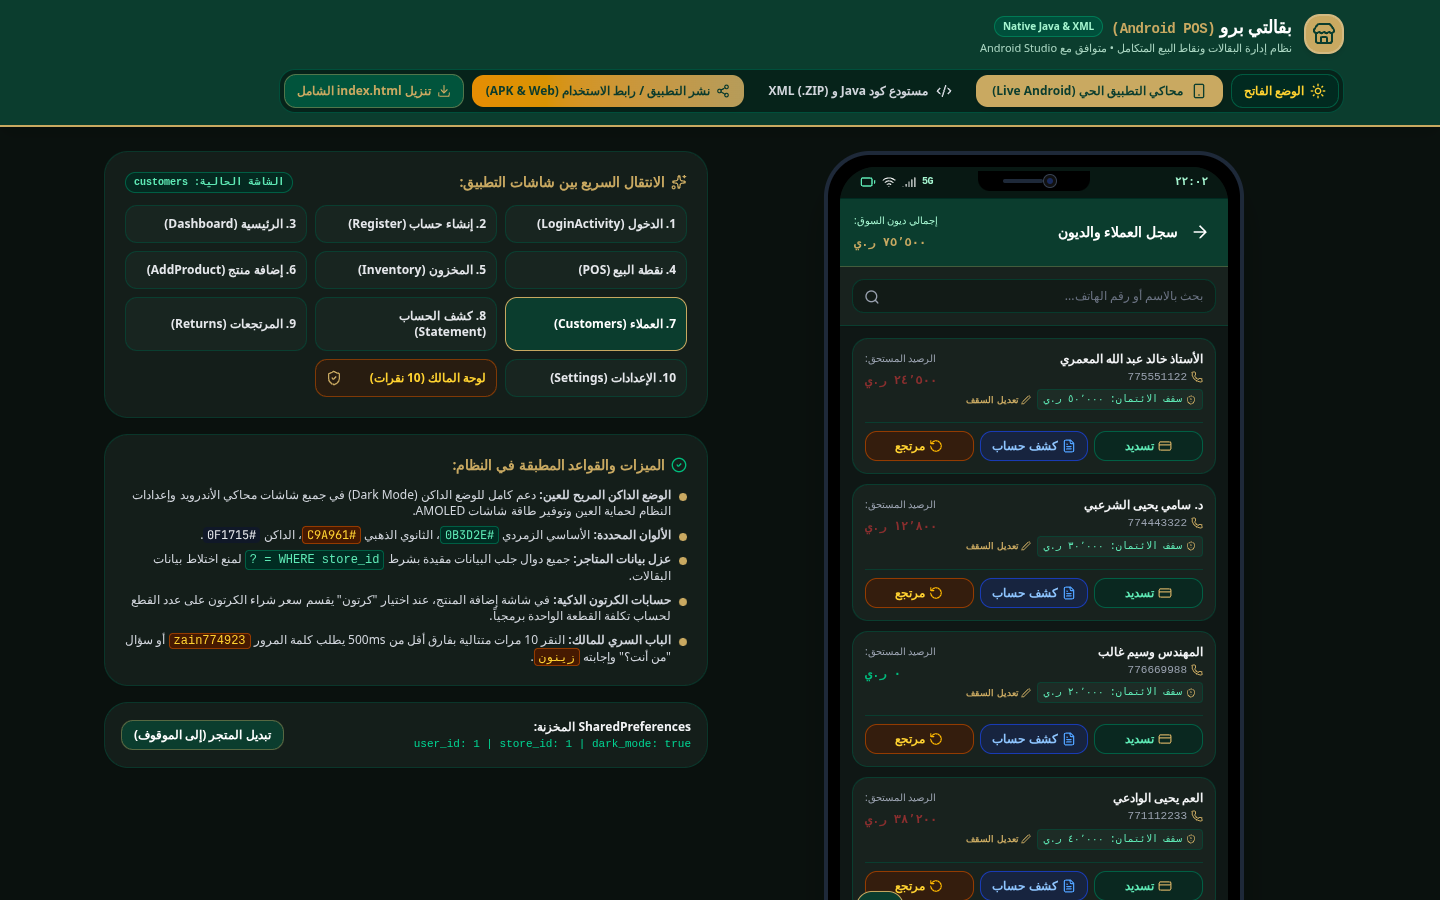 بقالتي برو (Android POS) Native Java & XML
نظام إدارة البقالات ونقاط البيع المتكامل • متوافق مع Android Studio
الوضع الفاتح
محاكي التطبيق الحي (Live Android)
مستودع كود Java و XML (.ZIP)
نشر التطبيق / رابط الاستخدام (APK & Web)
تنزيل index.html الشامل
٢٢:٠٢
5G
سجل العملاء والديون
إجمالي ديون السوق:
٧٥٬٥٠٠ ر.ي
بحث بالاسم أو رقم الهاتف...
الأستاذ خالد عبد الله المعمري
775551122
سقف الائتمان: ٥٠٬٠٠٠ ر.ي
تعديل السقف
الرصيد المستحق:
٢٤٬٥٠٠ ر.ي
تسديد
كشف حساب
مرتجع
د. سامي يحيى الشرعبي
774443322
سقف الائتمان: ٣٠٬٠٠٠ ر.ي
تعديل السقف
الرصيد المستحق:
١٢٬٨٠٠ ر.ي
تسديد
كشف حساب
مرتجع
المهندس وسيم غالب
776669988
سقف الائتمان: ٢٠٬٠٠٠ ر.ي
تعديل السقف
الرصيد المستحق:
٠ ر.ي
تسديد
كشف حساب
مرتجع
العم يحيى الوادعي
771112233
سقف الائتمان: ٤٠٬٠٠٠ ر.ي
تعديل السقف
الرصيد المستحق:
٣٨٬٢٠٠ ر.ي
تسديد
كشف حساب
مرتجع
الانتقال السريع بين شاشات التطبيق:
الشاشة الحالية: customers
1. الدخول (LoginActivity)
2. إنشاء حساب (Register)
3. الرئيسية (Dashboard)
4. نقطة البيع (POS)
5. المخزون (Inventory)
6. إضافة منتج (AddProduct)
7. العملاء (Customers)
8. كشف الحساب
(Statement)
9. المرتجعات (Returns)
10. الإعدادات (Settings)
لوحة المالك (10 نقرات)
الميزات والقواعد المطبقة في النظام:
الوضع الداكن المريح للعين: دعم كامل للوضع الداكن (Dark Mode) في جميع شاشات محاكي الأندرويد وإعدادات
النظام لحماية العين وتوفير طاقة شاشات AMOLED.
الألوان المحددة: الأساسي الزمردي #0B3D2E، الثانوي الذهبي #C9A961، الداكن #0F1715.
عزل بيانات المتاجر: جميع دوال جلب البيانات مقيدة بشرط WHERE store_id = ? لمنع اختلاط بيانات
البقالات.
حسابات الكرتون الذكية: في شاشة إضافة المنتج، عند اختيار "كرتون" يقسم سعر شراء الكرتون على عدد القطع
لحساب تكلفة القطعة الواحدة برمجياً.
الباب السري للمالك: النقر 10 مرات متتالية بفارق أقل من 500ms يطلب كلمة المرور zain774923 أو سؤال
"من أنت؟" وإجابته زينون.
SharedPreferences المخزنة:
user_id: 1 | store_id: 1 | dark_mode: true
تبديل المتجر (إلى الموقوف)